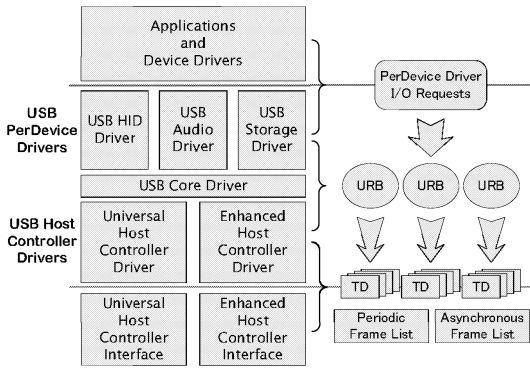 Applications
and
Device Drivers
USB
PerDevice
Drivers
USB HID
Driver
USB
Audio
Driver
USB
Storage
Driver
USB Core Driver
USB Host
Controller
Drivers
Universal
Host
Controller
Driver
Enhanced
Host
Controller
Driver
Universal
Host
Controller
Interface
Enhanced
Host
Controller
Interface
PerDevice Driver
I/O Requests
URB
URB
URB
TD
TD
TD
Periodic
Frame List
Asynchronous
Frame List